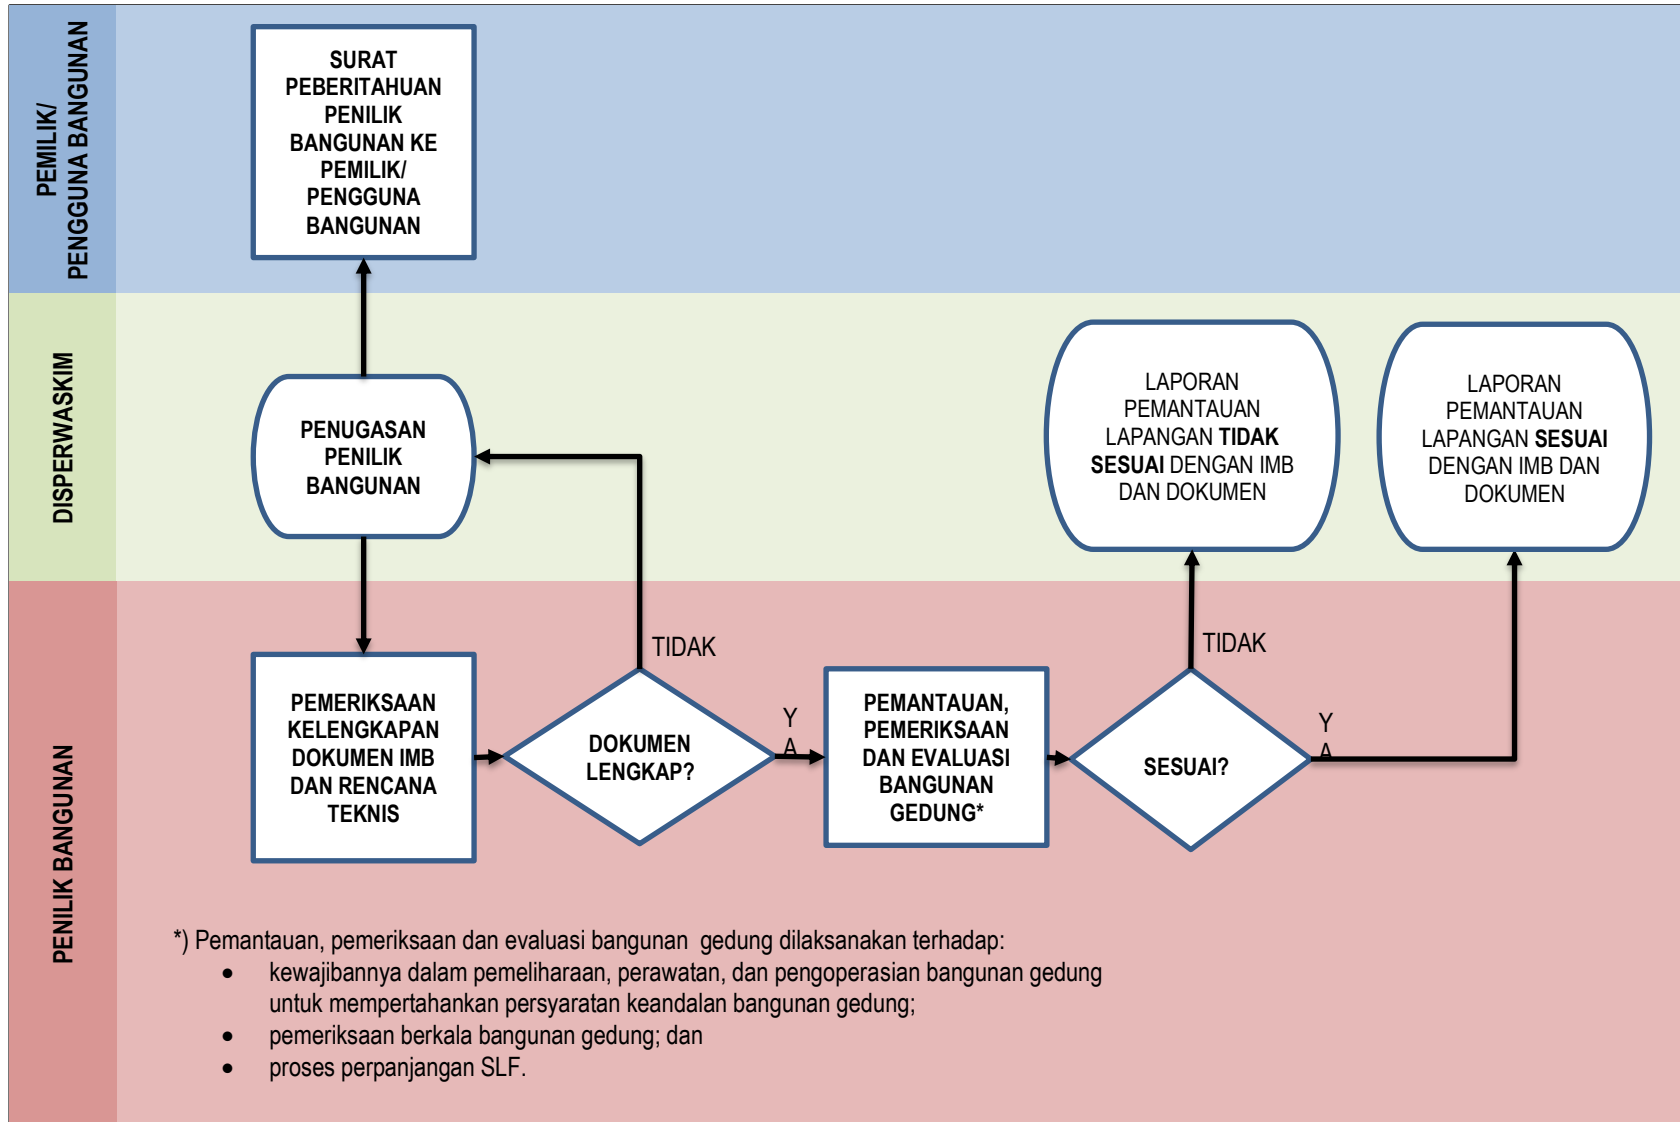 PEMILIK/
PENGGUNA BANGUNAN
SURAT
PEBERITAHUAN
PENILIK
BANGUNAN KE
PEMILIK/
PENGGUNA
BANGUNAN
DISPERWASKIM
PENUGASAN
PENILIK
BANGUNAN
LAPORAN
PEMANTAUAN
LAPANGAN TIDAK
SESUAI DENGAN IMB
DAN DOKUMEN
LAPORAN
PEMANTAUAN
LAPANGAN SESUAI
DENGAN IMB DAN
DOKUMEN
PENILIK BANGUNAN
PEMERIKSAAN
KELENGKAPAN
DOKUMEN IMB
DAN RENCANA
TEKNIS
TIDAK
DOKUMEN
LENGKAP?
Y
A
PEMANTAUAN,
PEMERIKSAAN
DAN EVALUASI
BANGUNAN
GEDUNG*
TIDAK
SESUAI?
Y
A
*) Pemantauan, pemeriksaan dan evaluasi bangunan gedung dilaksanakan terhadap:
• kewajibannya dalam pemeliharaan, perawatan, dan pengoperasian bangunan gedung
untuk mempertahankan persyaratan keandalan bangunan gedung;
• pemeriksaan berkala bangunan gedung; dan
• proses perpanjangan SLF.